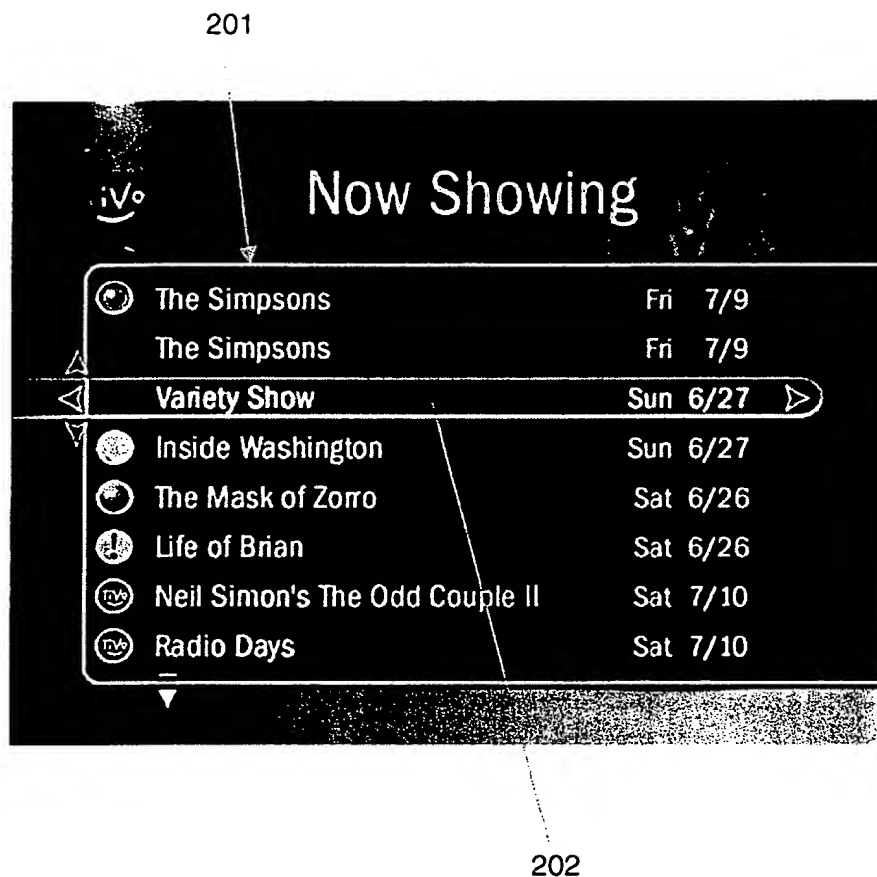 201
TiVo
Now Showing
The Simpsons Fri 7/9
The Simpsons Fri 7/9
Variety Show Sun 6/27
Inside Washington Sun 6/27
The Mask of Zorro Sat 6/26
! Life of Brian Sat 6/26
TiVo Neil Simon's The Odd Couple II Sat 7/10
TiVo Radio Days Sat 7/10
202